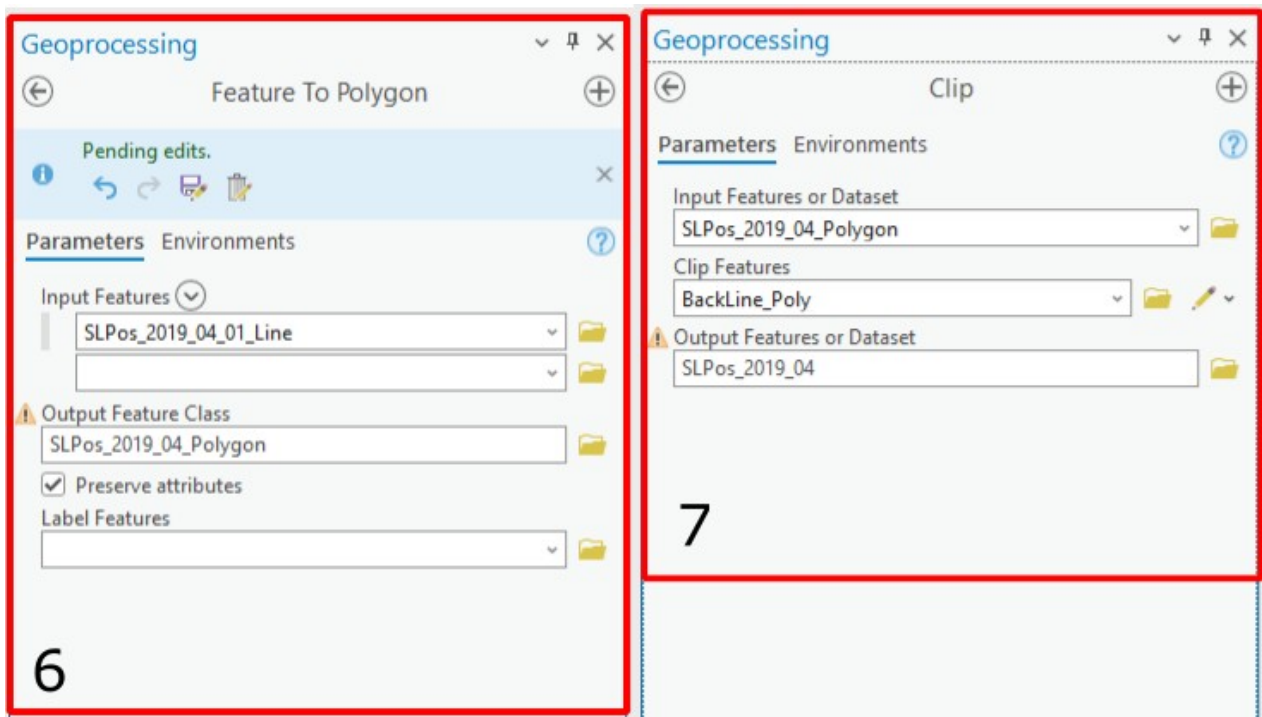 Geoprocessing
Feature To Polygon
Pending edits.
Parameters Environments
Input Features
SLPos_2019_04_01_Line
Output Feature Class
SLPos_2019_04_Polygon
Preserve attributes
Label Features
6
Geoprocessing
Clip
Parameters Environments
Input Features or Dataset
SLPos_2019_04_Polygon
Clip Features
BackLine_Poly
Output Features or Dataset
SLPos_2019_04
7